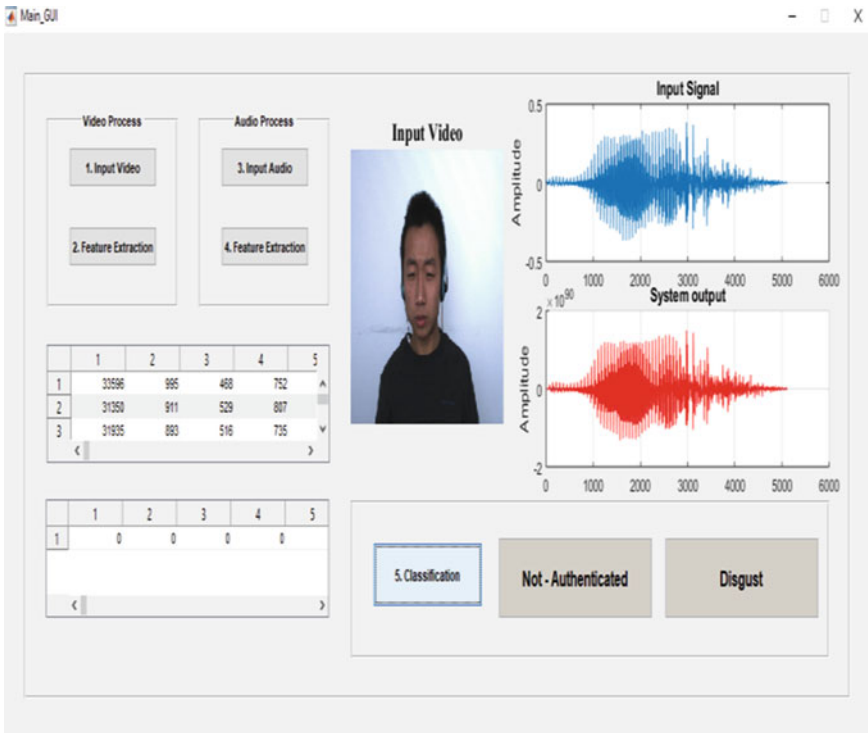 Main_GUI
Video Process
1. Input Video
2. Feature Extraction
Audio Process
3. Input Audio
4. Feature Extraction
Input Video
Input Signal
Amplitude
0.5
0
-0.5
0 1000 2000 3000 4000 5000 6000
System output
×10^90
Amplitude
2
0
-2
0 1000 2000 3000 4000 5000 6000
1 2 3 4 5
1 33596 995 468 752
2 31350 911 529 807
3 31935 893 516 735
1 2 3 4 5
1 0 0 0 0
5. Classification
Not - Authenticated
Disgust